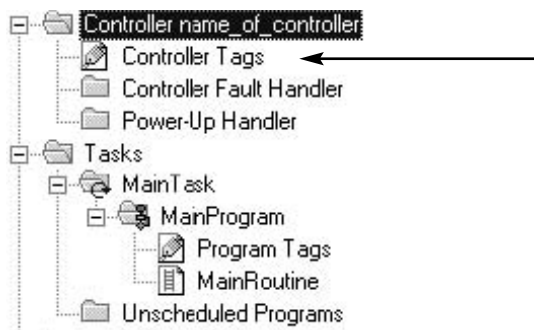 Controller name_of_controller
Controller Tags
Controller Fault Handler
Power-Up Handler
Tasks
MainTask
MainProgram
Program Tags
MainRoutine
Unscheduled Programs